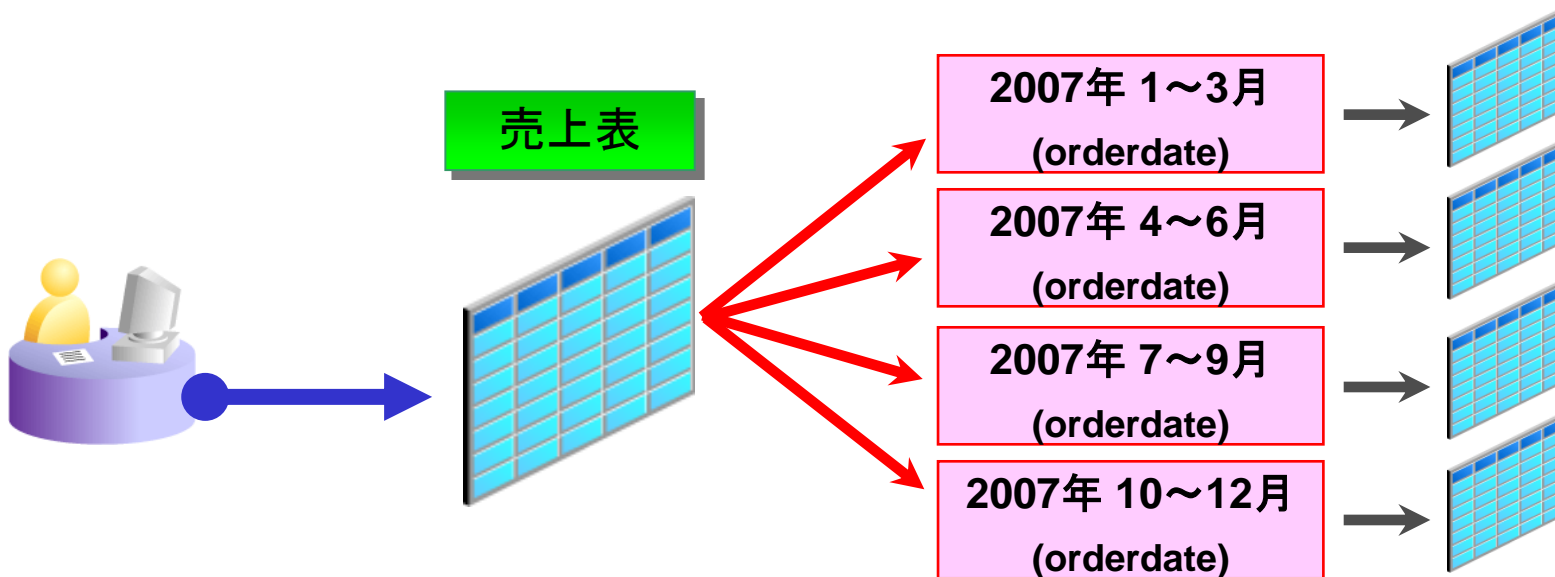 売上表
2007年 1～3月
(orderdate)
2007年 4～6月
(orderdate)
2007年 7～9月
(orderdate)
2007年 10～12月
(orderdate)